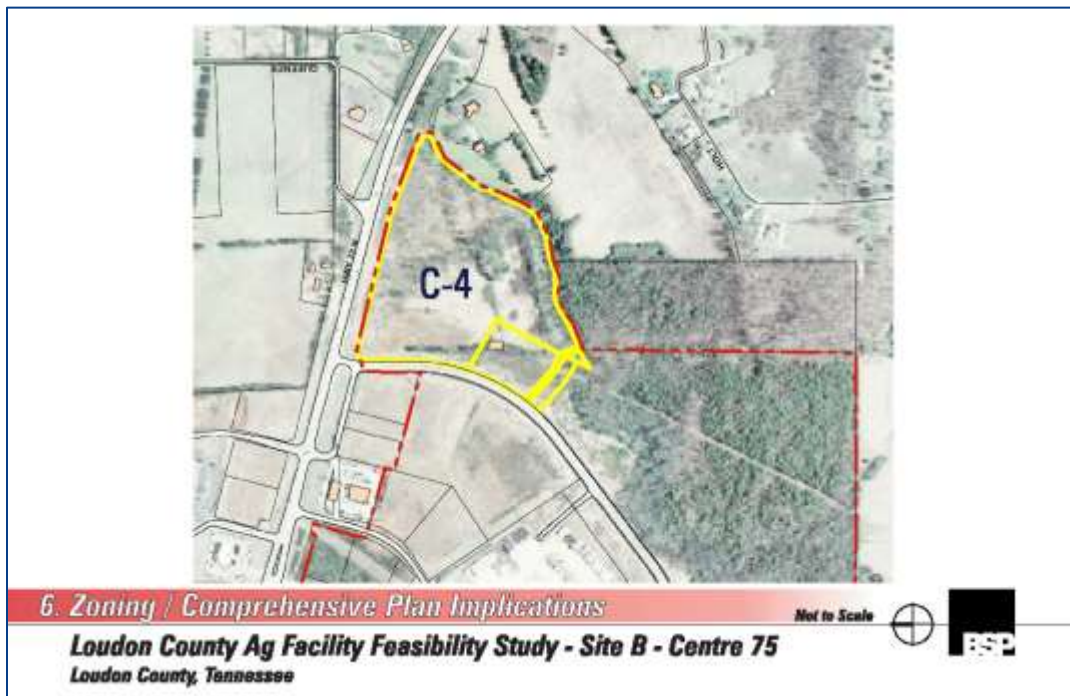 HOLT
C-4
6. Zoning / Comprehensive Plan Implications
Not to Scale
BSP
Loudon County Ag Facility Feasibility Study - Site B - Centre 75
Loudon County, Tennessee